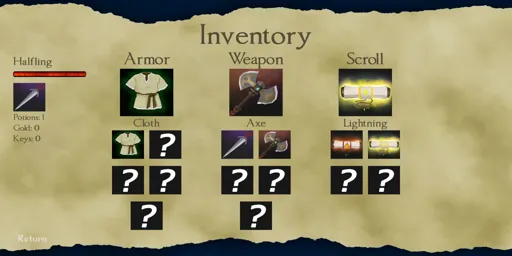 Inventory
Halfling
Armor
Weapon
Scroll
Potions: 1
Gold: 0
Keys: 0
Cloth
Axe
Lightning
?
? ?
? ?
? ?
? ?
?
?
Return